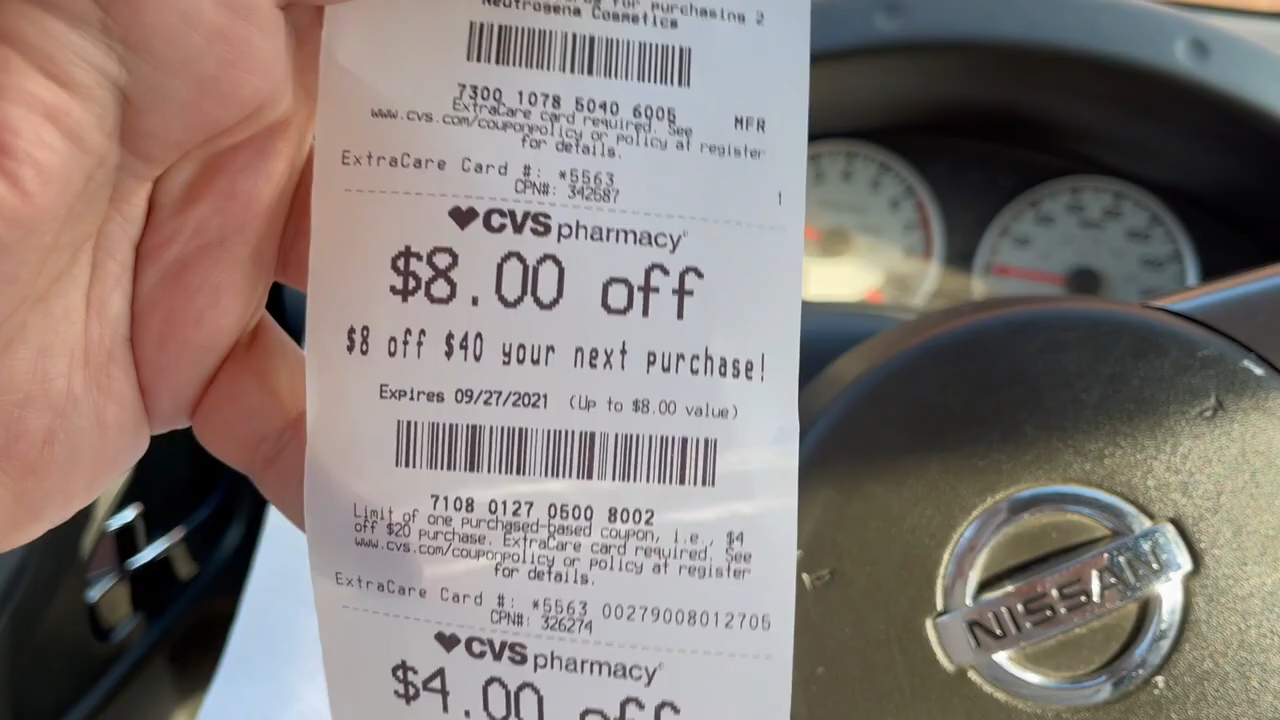 for purchasing 2
Neutrogena Cosmetics
7300 1078 5040 6005
MFR
ExtraCare card required. See
www.cvs.com/couponpolicy or policy at register
for details.
ExtraCare Card #: *5563
CPN#: 342587
1
CVS pharmacy
$8.00 off
$8 off $40 your next purchase!
Expires 09/27/2021 (Up to $8.00 value)
7108 0127 0500 8002
Limit of one purchased-based coupon, i.e., $4
off $20 purchase. ExtraCare card required. See
www.cvs.com/couponpolicy or policy at register
for details.
ExtraCare Card #: *5563 00279008012705
CPN#: 326274
CVS pharmacy
$4.00 off
NISSAN